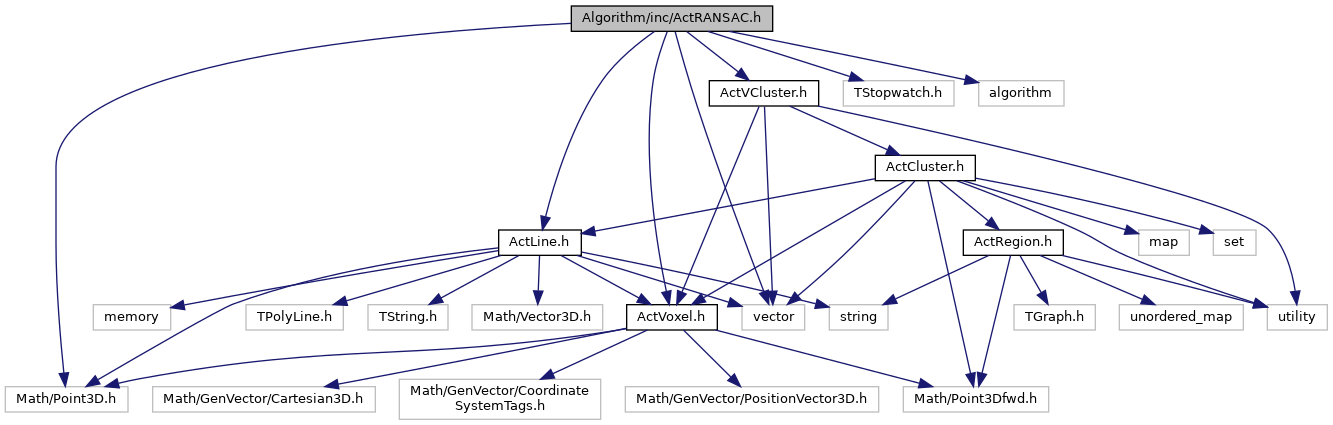 Algorithm/inc/ActRANSAC.h
ActVCluster.h
TStopwatch.h
algorithm
ActCluster.h
ActLine.h
ActRegion.h
map
set
memory
TPolyLine.h
TString.h
Math/Vector3D.h
ActVoxel.h
vector
string
TGraph.h
unordered_map
utility
Math/Point3D.h
Math/GenVector/Cartesian3D.h
Math/GenVector/Coordinate
SystemTags.h
Math/GenVector/PositionVector3D.h
Math/Point3Dfwd.h